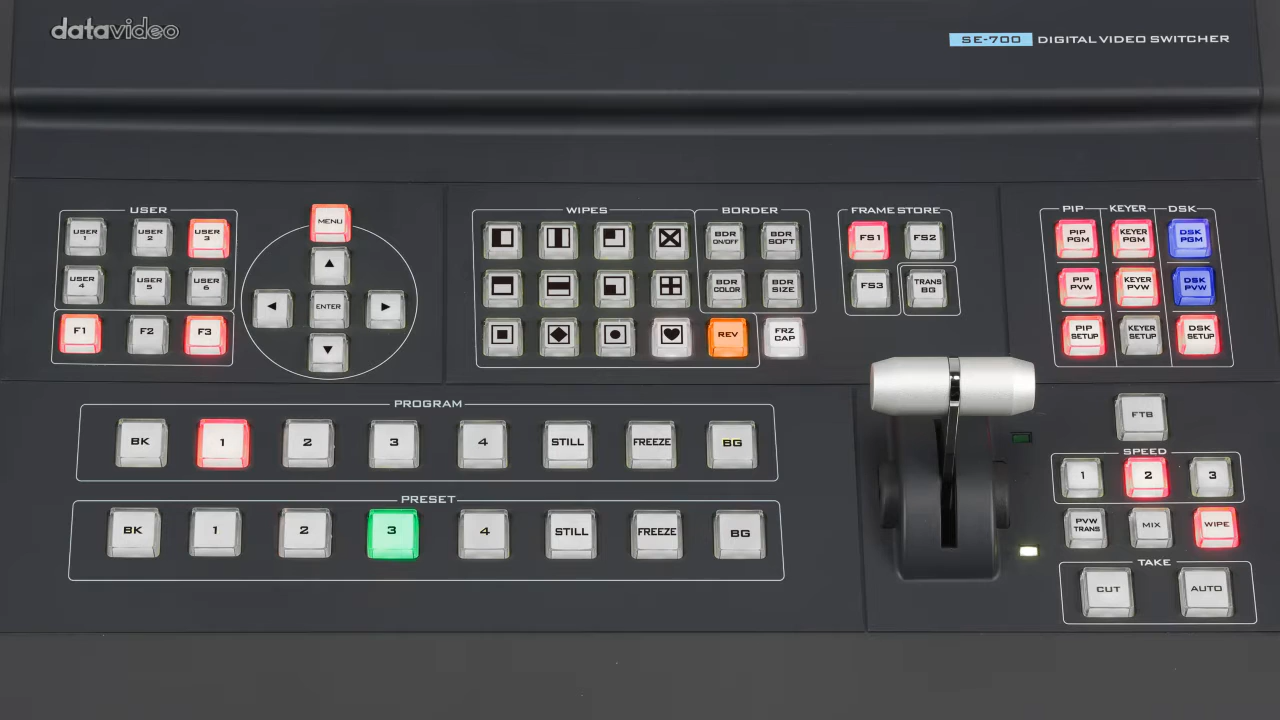 datavideo
SE-700 DIGITAL VIDEO SWITCHER
USER
USER 1
USER 2
USER 3
USER 4
USER 5
USER 6
F1
F2
F3
MENU
ENTER
WIPES
BORDER
BDR ON/OFF
BDR SOFT
BDR COLOR
BDR SIZE
REV
FRZ CAP
FRAME STORE
FS1
FS2
FS3
TRANS BG
PIP
KEYER
DSK
PIP PGM
KEYER PGM
DSK PGM
PIP PVW
KEYER PVW
DSK PVW
PIP SETUP
KEYER SETUP
DSK SETUP
PROGRAM
BK
1
2
3
4
STILL
FREEZE
BG
PRESET
BK
1
2
3
4
STILL
FREEZE
BG
FTB
SPEED
1
2
3
PVW TRANS
MIX
WIPE
TAKE
CUT
AUTO